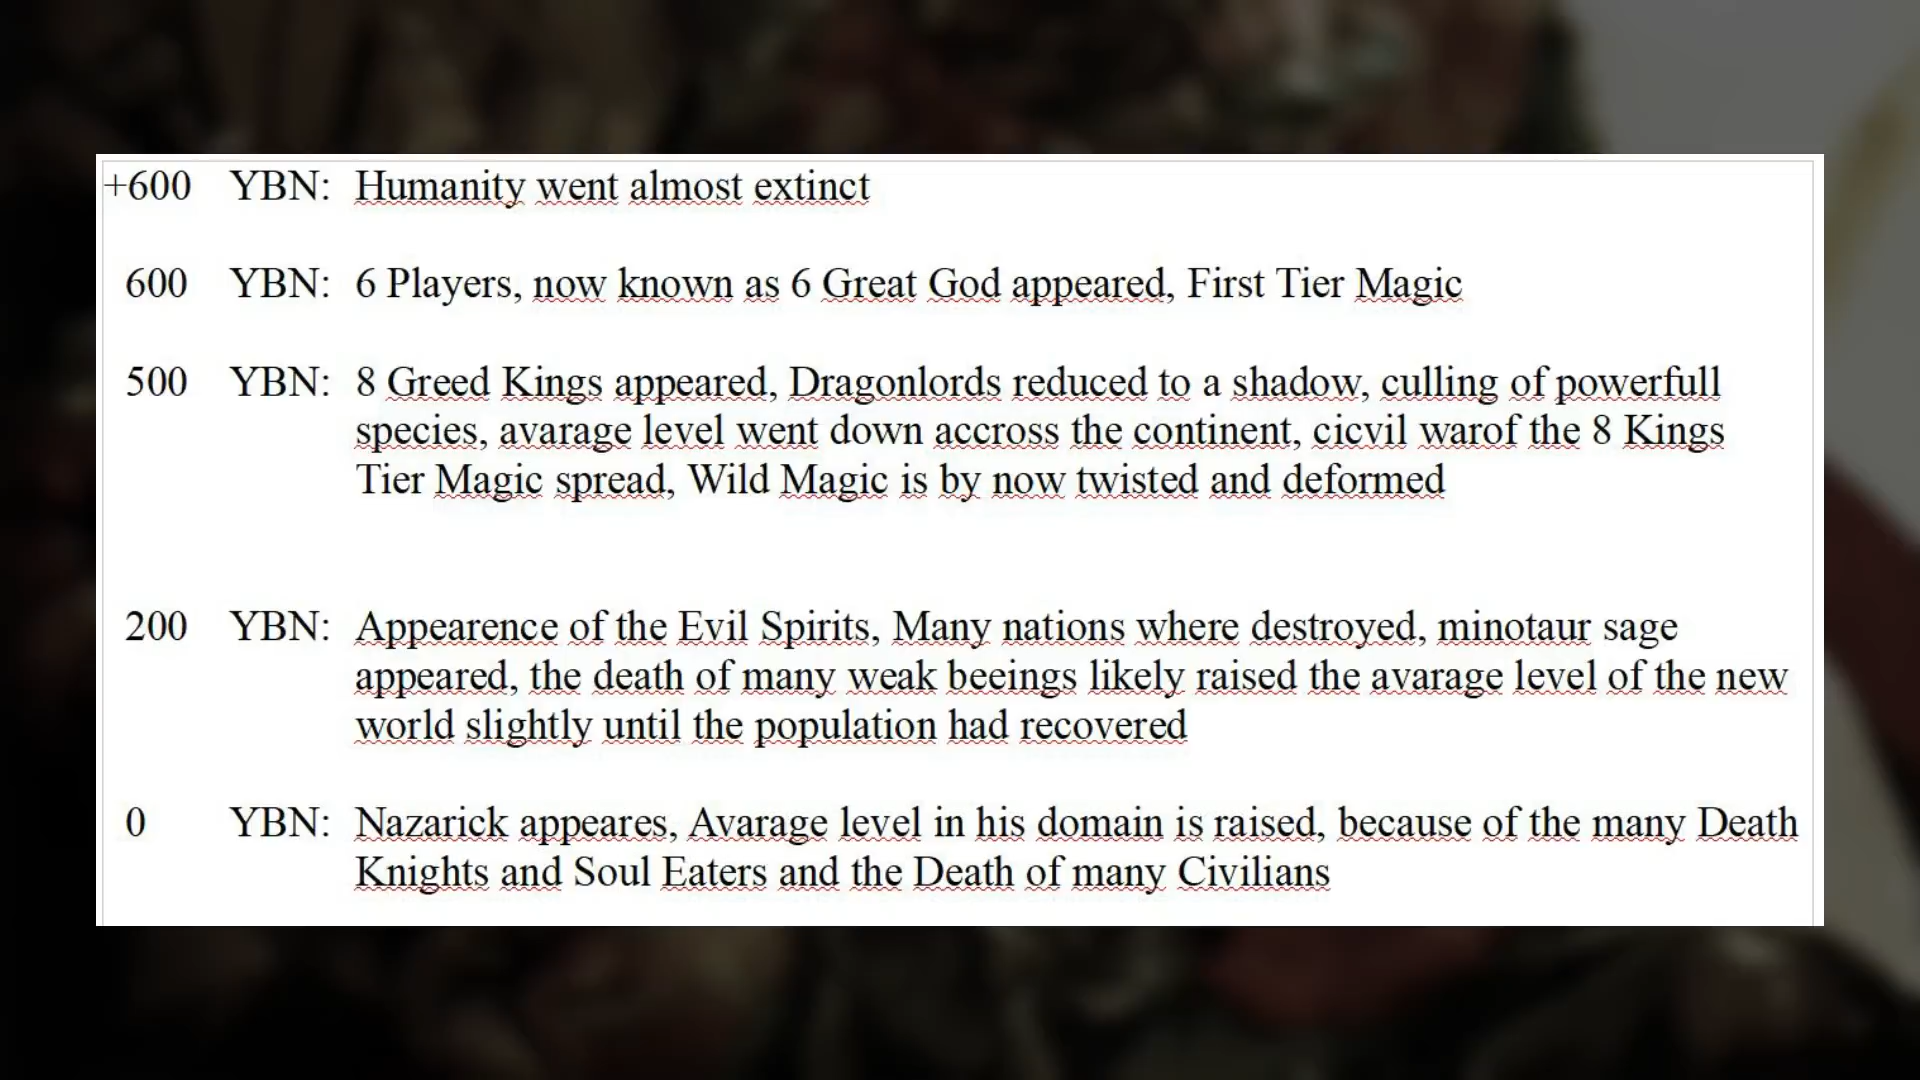 +600 YBN: Humanity went almost extinct
600 YBN: 6 Players, now known as 6 Great God appeared, First Tier Magic
500 YBN: 8 Greed Kings appeared, Dragonlords reduced to a shadow, culling of powerfull
species, avarage level went down accross the continent, cicvil warof the 8 Kings
Tier Magic spread, Wild Magic is by now twisted and deformed
200 YBN: Appearence of the Evil Spirits, Many nations where destroyed, minotaur sage
appeared, the death of many weak beeings likely raised the avarage level of the new
world slightly until the population had recovered
0 YBN: Nazarick appeares, Avarage level in his domain is raised, because of the many Death
Knights and Soul Eaters and the Death of many Civilians